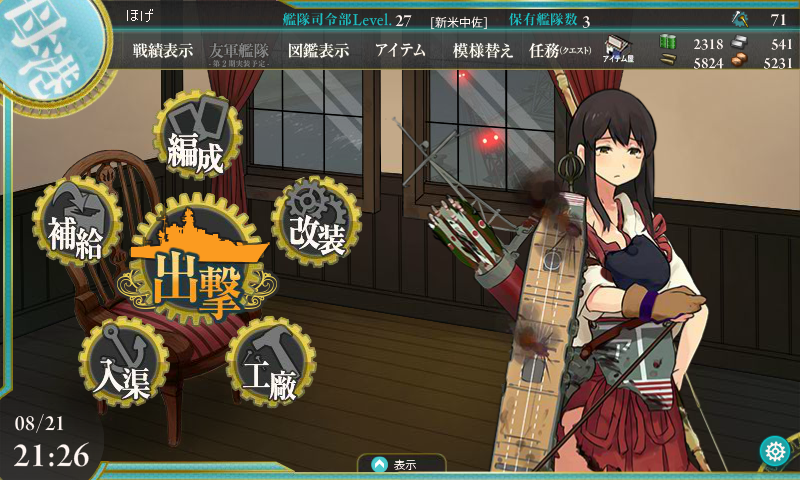 母港
ほげ
艦隊司令部Level. 27 [新米中佐] 保有艦隊数 3
71
戦績表示 友軍艦隊 図鑑表示 アイテム 模様替え 任務(クエスト) アイテム屋
-第2期実装予定-
2318 541
5824 5231
編成
補給
改装
出撃
入渠
工廠
08/21
21:26
表示